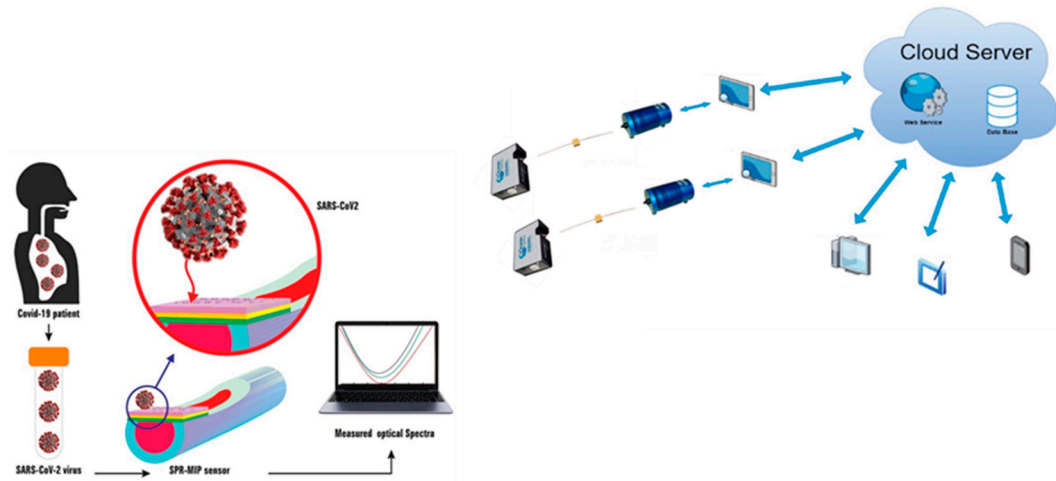 Cloud Server
Web Service
Data Base
SARS-CoV2
Covid-19 patient
SARS-CoV-2 virus
SPR-MIP sensor
Measured optical Spectra